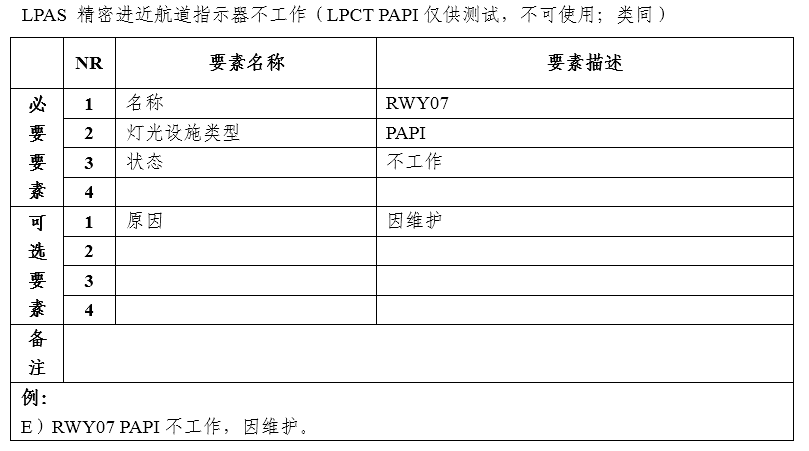 LPAS 精密进近航道指示器不工作（LPCT PAPI 仅供测试，不可使用；类同）
NR 要素名称 要素描述
必要要素
1 名称 RWY07
2 灯光设施类型 PAPI
3 状态 不工作
4
可选要素
1 原因 因维护
2
3
4
备注
例：
E）RWY07 PAPI 不工作，因维护。